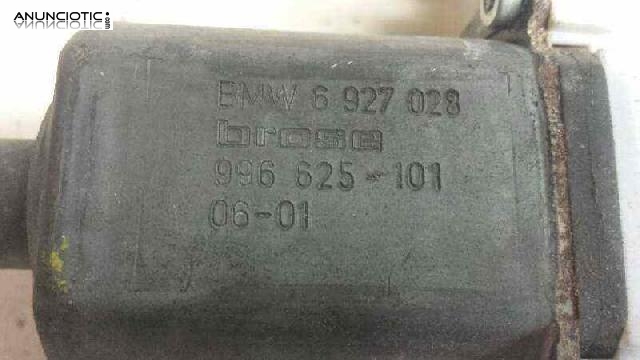 ANUNCIOTIC
BMW 6 927 028
brose
996 625-101
06-01